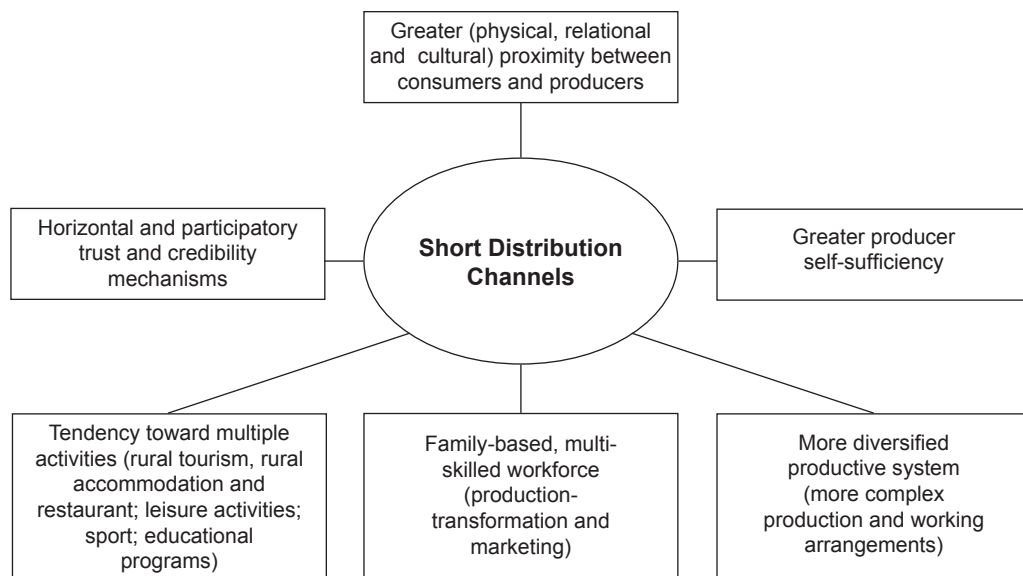 Greater (physical, relational
and cultural) proximity between
consumers and producers
Horizontal and participatory
trust and credibility
mechanisms
Short Distribution
Channels
Greater producer
self-sufficiency
Tendency toward multiple
activities (rural tourism, rural
accommodation and
restaurant; leisure activities;
sport; educational
programs)
Family-based, multi-
skilled workforce
(production-
transformation and
marketing)
More diversified
productive system
(more complex
production and working
arrangements)